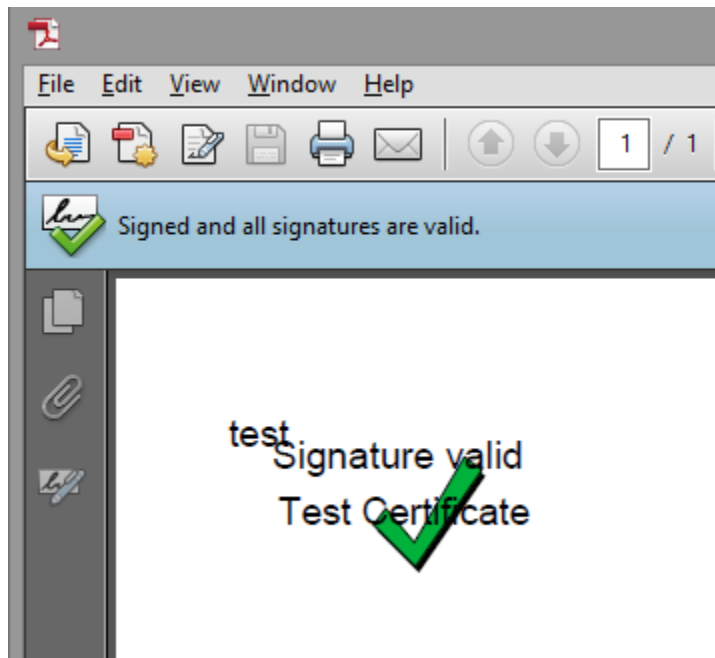 File Edit View Window Help
1 / 1
Signed and all signatures are valid.
test
Signature valid
Test Certificate